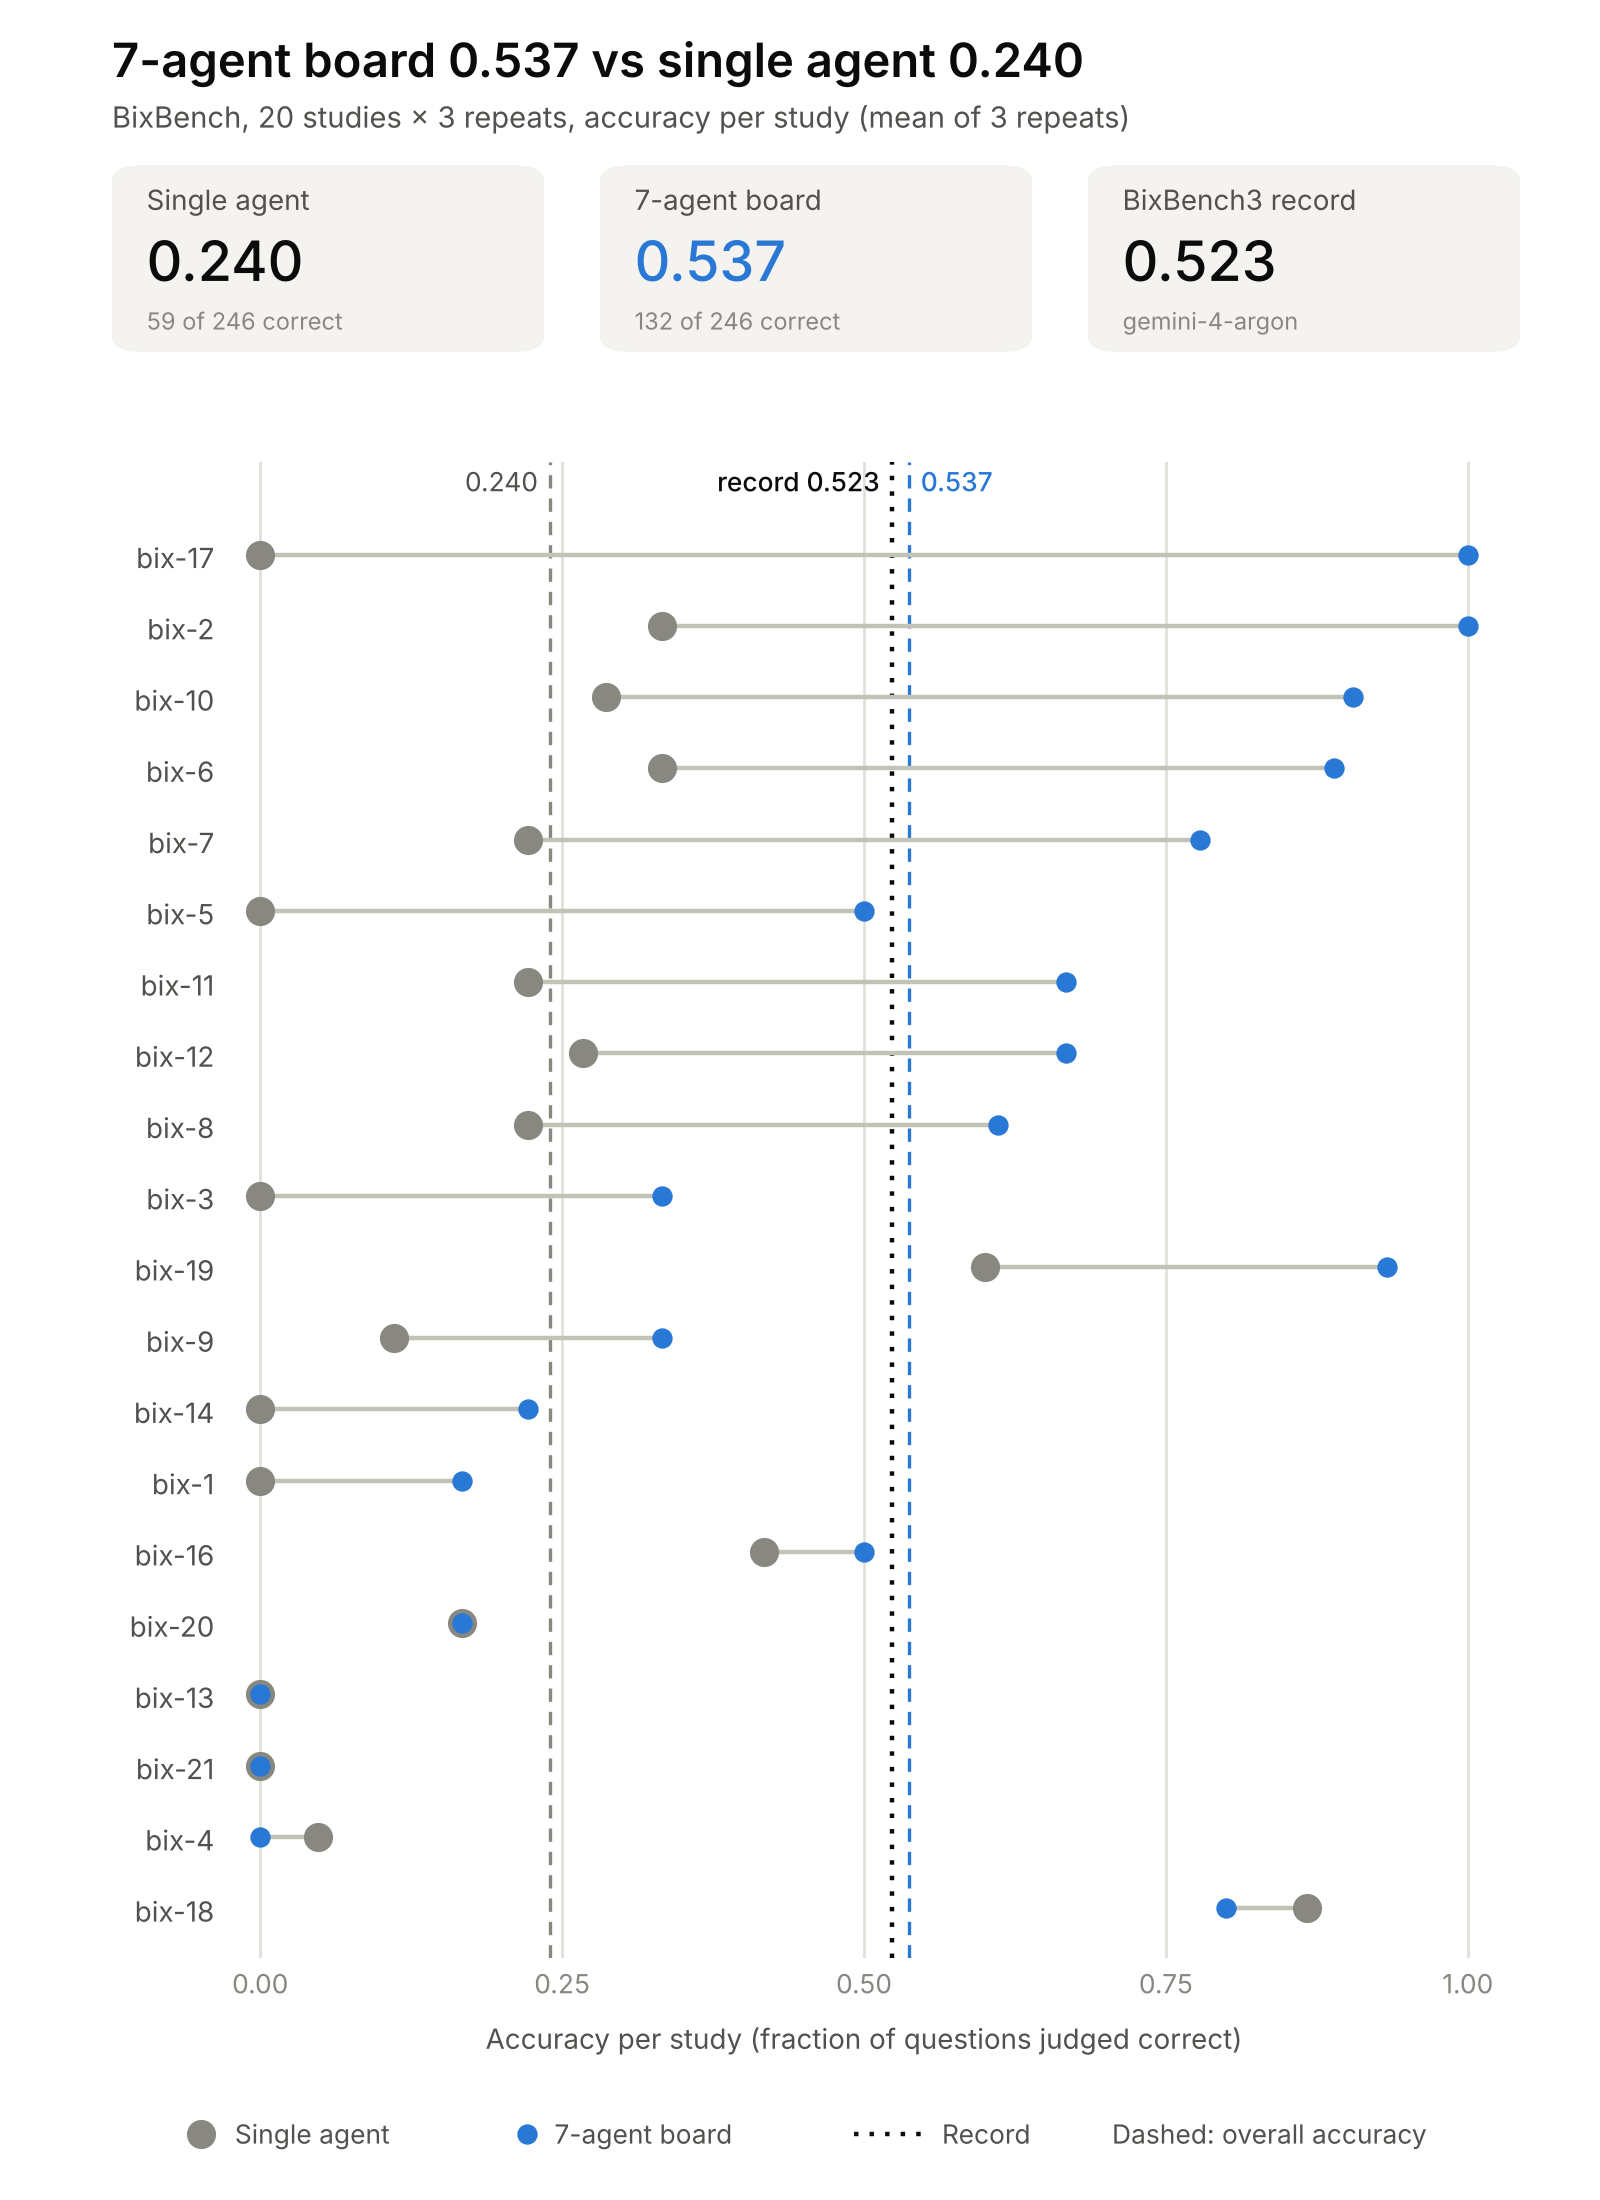 7-agent board 0.537 vs single agent 0.240
BixBench, 20 studies × 3 repeats, accuracy per study (mean of 3 repeats)
Single agent
0.240
59 of 246 correct
7-agent board
0.537
132 of 246 correct
BixBench3 record
0.523
gemini-4-argon
0.240
record 0.523
0.537
bix-17
bix-2
bix-10
bix-6
bix-7
bix-5
bix-11
bix-12
bix-8
bix-3
bix-19
bix-9
bix-14
bix-1
bix-16
bix-20
bix-13
bix-21
bix-4
bix-18
0.00 0.25 0.50 0.75 1.00
Accuracy per study (fraction of questions judged correct)
Single agent 7-agent board Record Dashed: overall accuracy